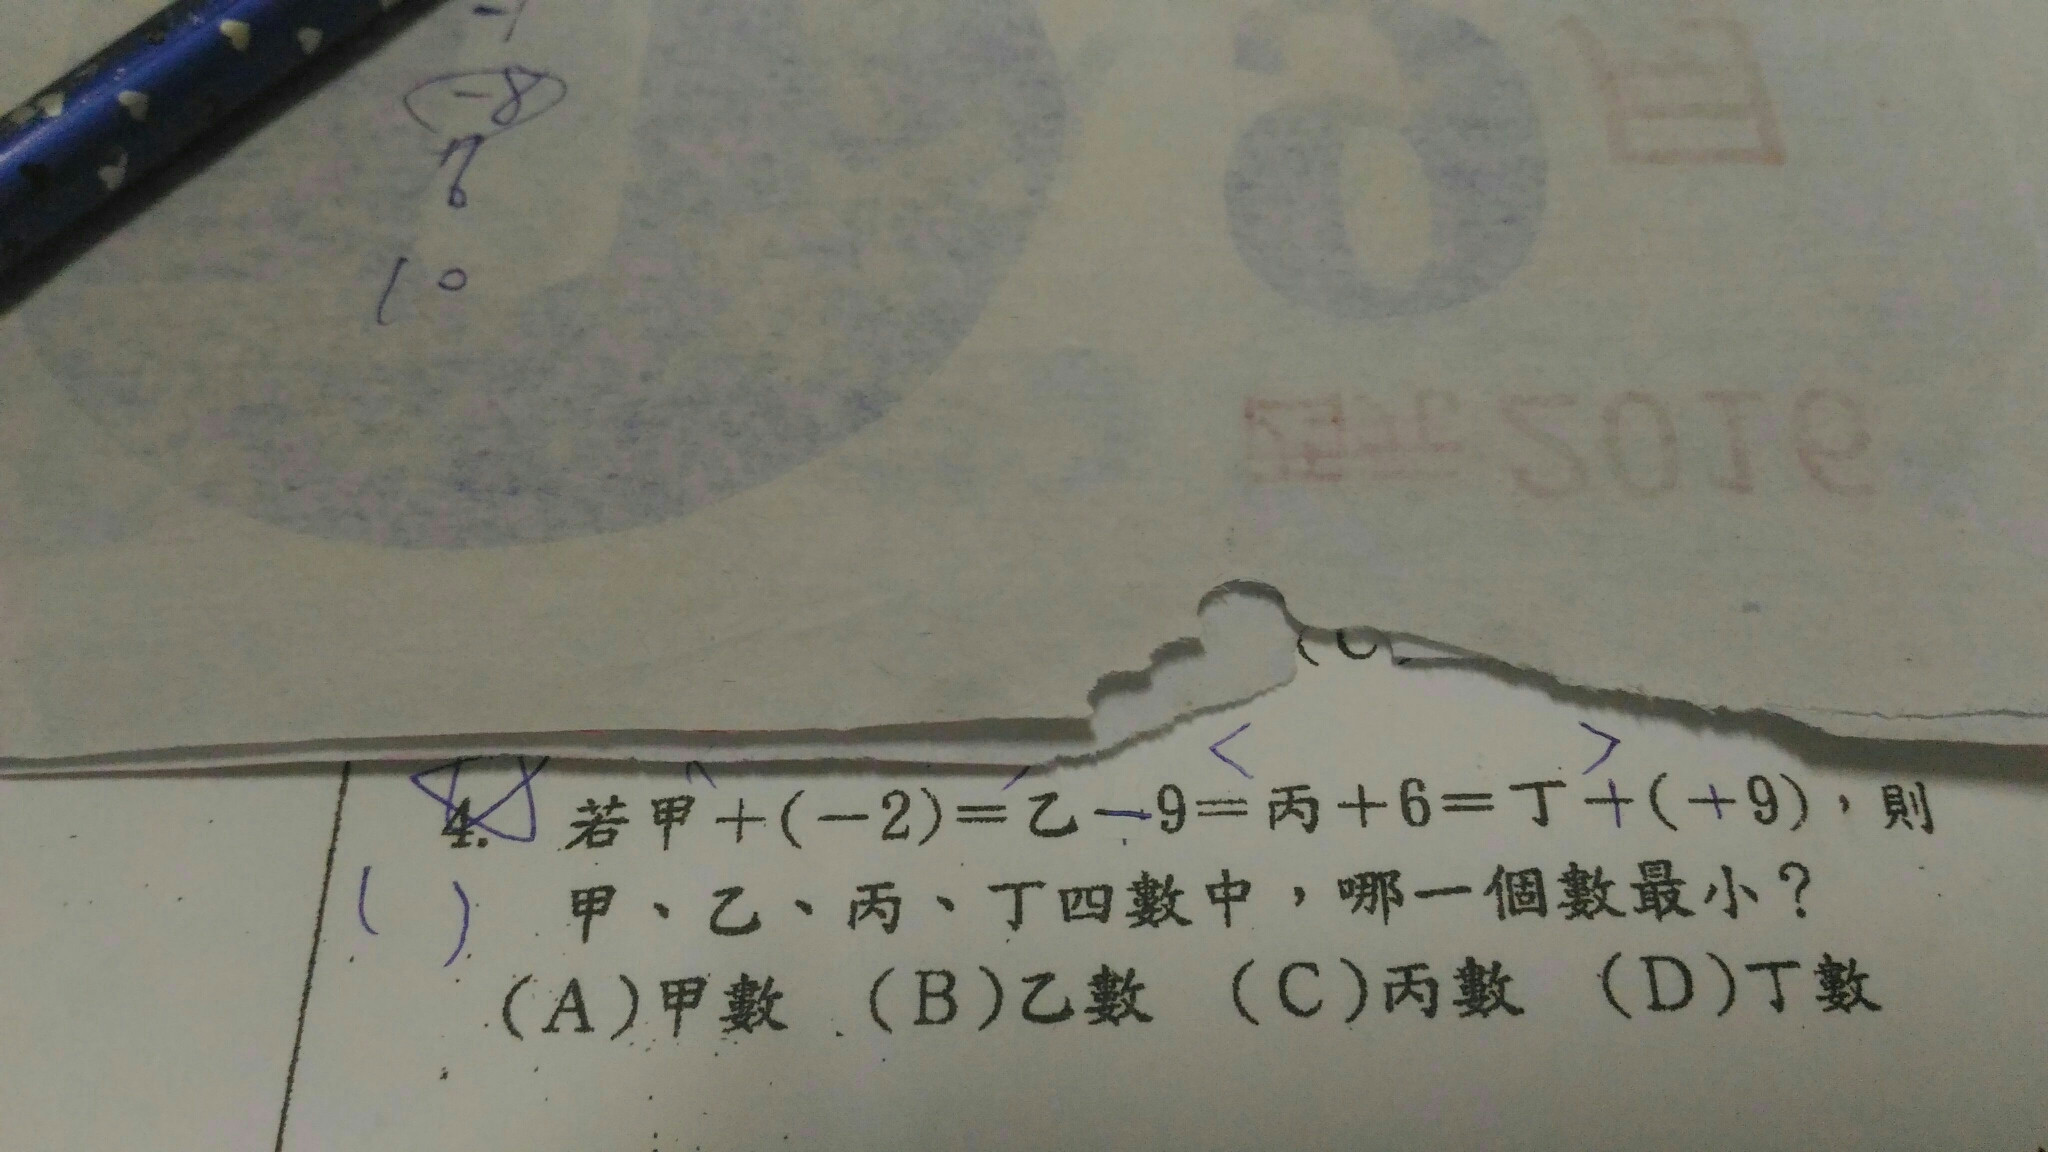 -8
10
4. 若甲+(-2)=乙-9=丙+6=丁+(+9),則
( ) 甲、乙、丙、丁四數中,哪一個數最小?
(A)甲數 (B)乙數 (C)丙數 (D)丁數